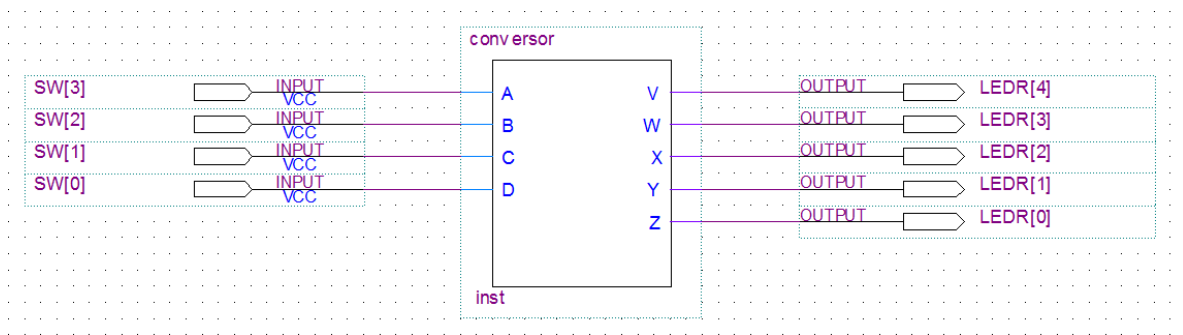 conversor
SW[3] INPUT VCC A V OUTPUT LEDR[4]
SW[2] INPUT VCC B W OUTPUT LEDR[3]
SW[1] INPUT VCC C X OUTPUT LEDR[2]
SW[0] INPUT VCC D Y OUTPUT LEDR[1]
Z OUTPUT LEDR[0]
inst